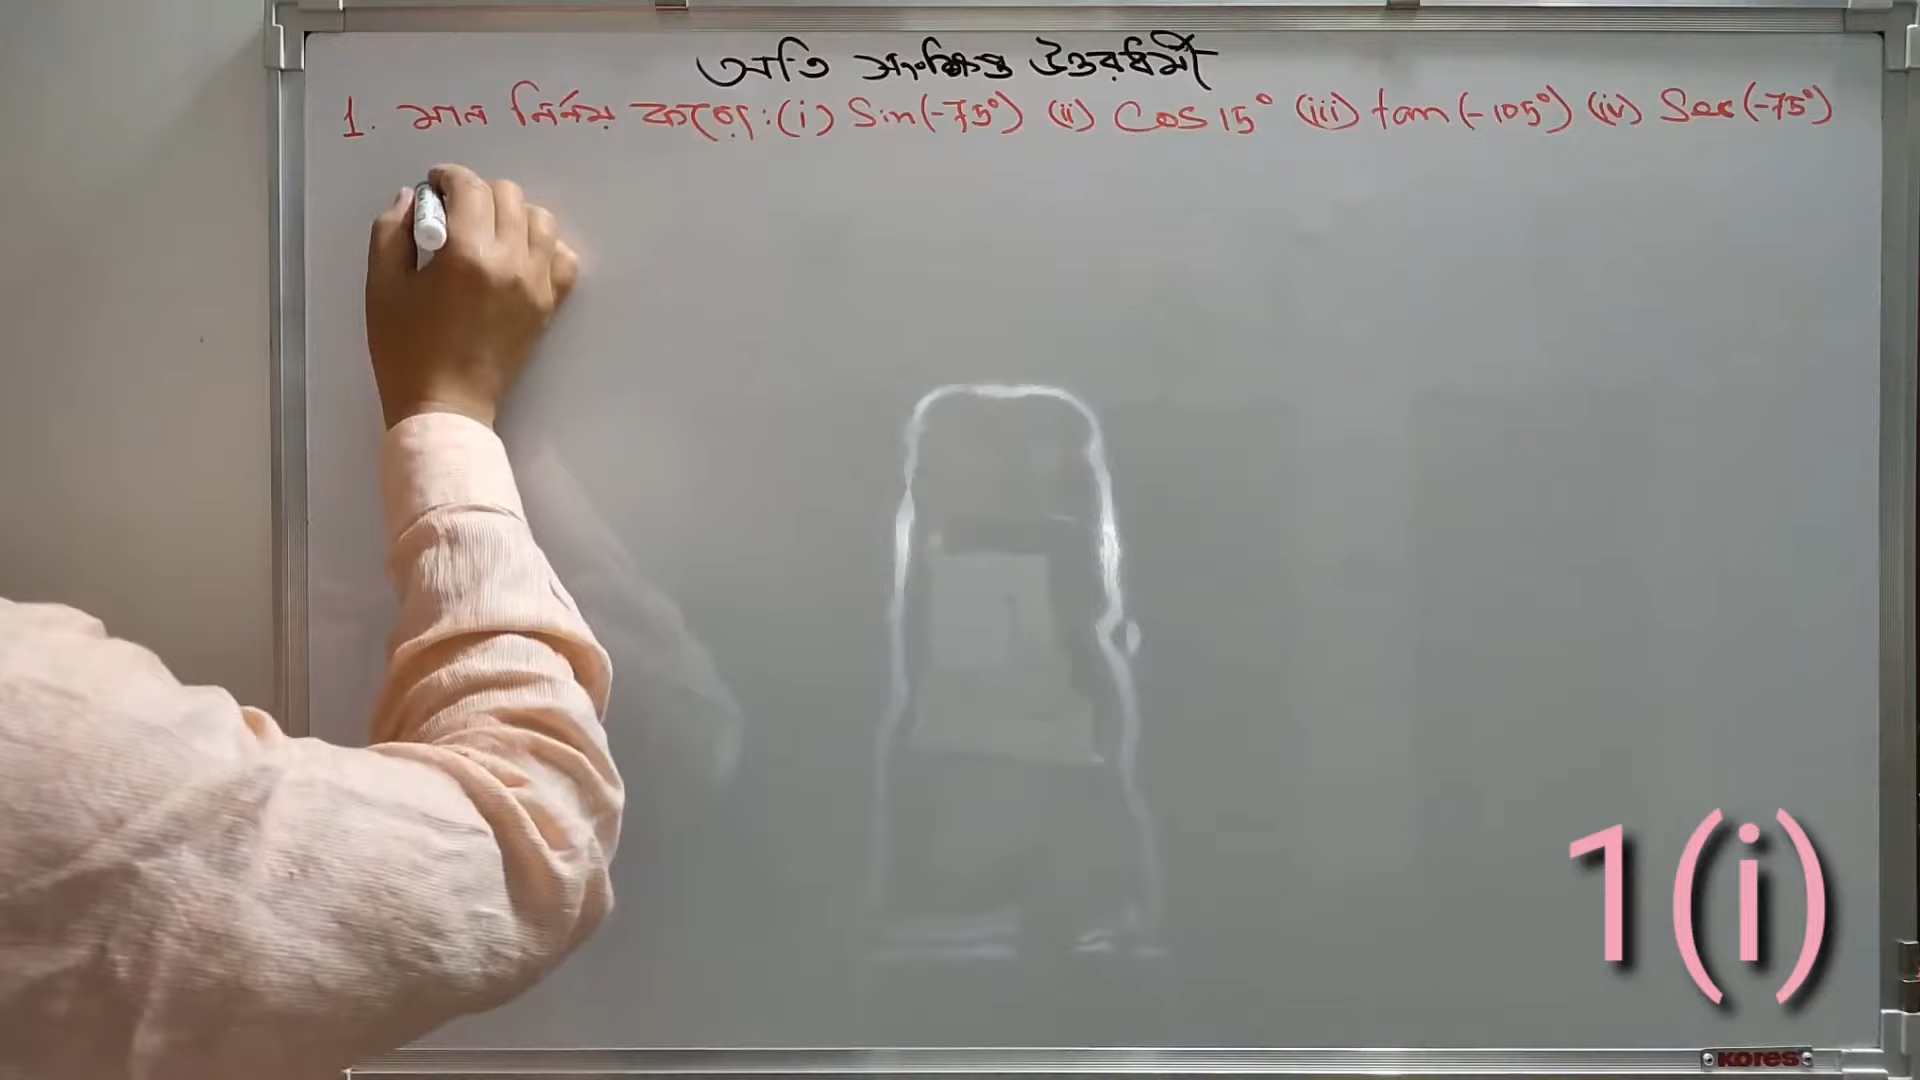 অতি সংক্ষিপ্ত উত্তরধর্মী
1. মান নির্ণয় করো: (i) Sin(-75°) (ii) Cos 15° (iii) tan (-105°) (iv) Sec (-75°)
1(i)
KORES